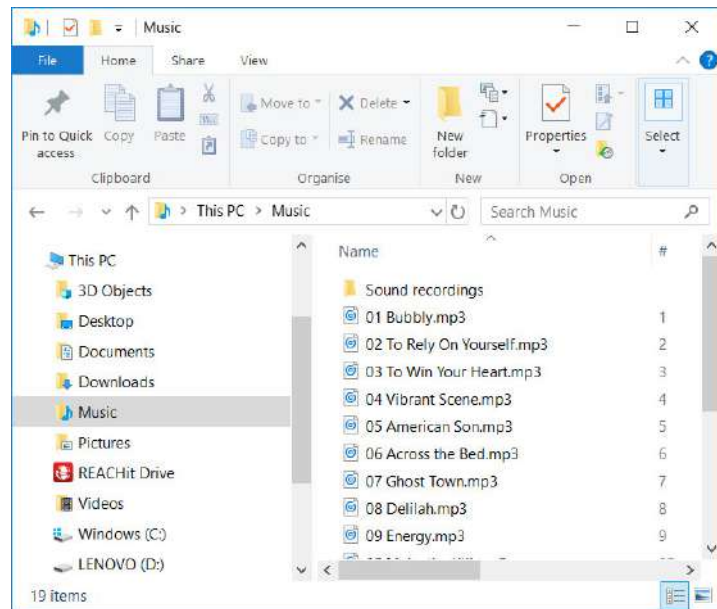 Music
File Home Share View
Pin to Quick access Copy Paste
Move to Copy to Delete Rename
New folder Properties Select
Clipboard Organise New Open
This PC > Music Search Music
Name #
This PC
3D Objects
Desktop
Documents
Downloads
Music
Pictures
REACHit Drive
Videos
Windows (C:)
LENOVO (D:)
Sound recordings
01 Bubbly.mp3 1
02 To Rely On Yourself.mp3 2
03 To Win Your Heart.mp3 3
04 Vibrant Scene.mp3 4
05 American Son.mp3 5
06 Across the Bed.mp3 6
07 Ghost Town.mp3 7
08 Delilah.mp3 8
09 Energy.mp3 9
19 items